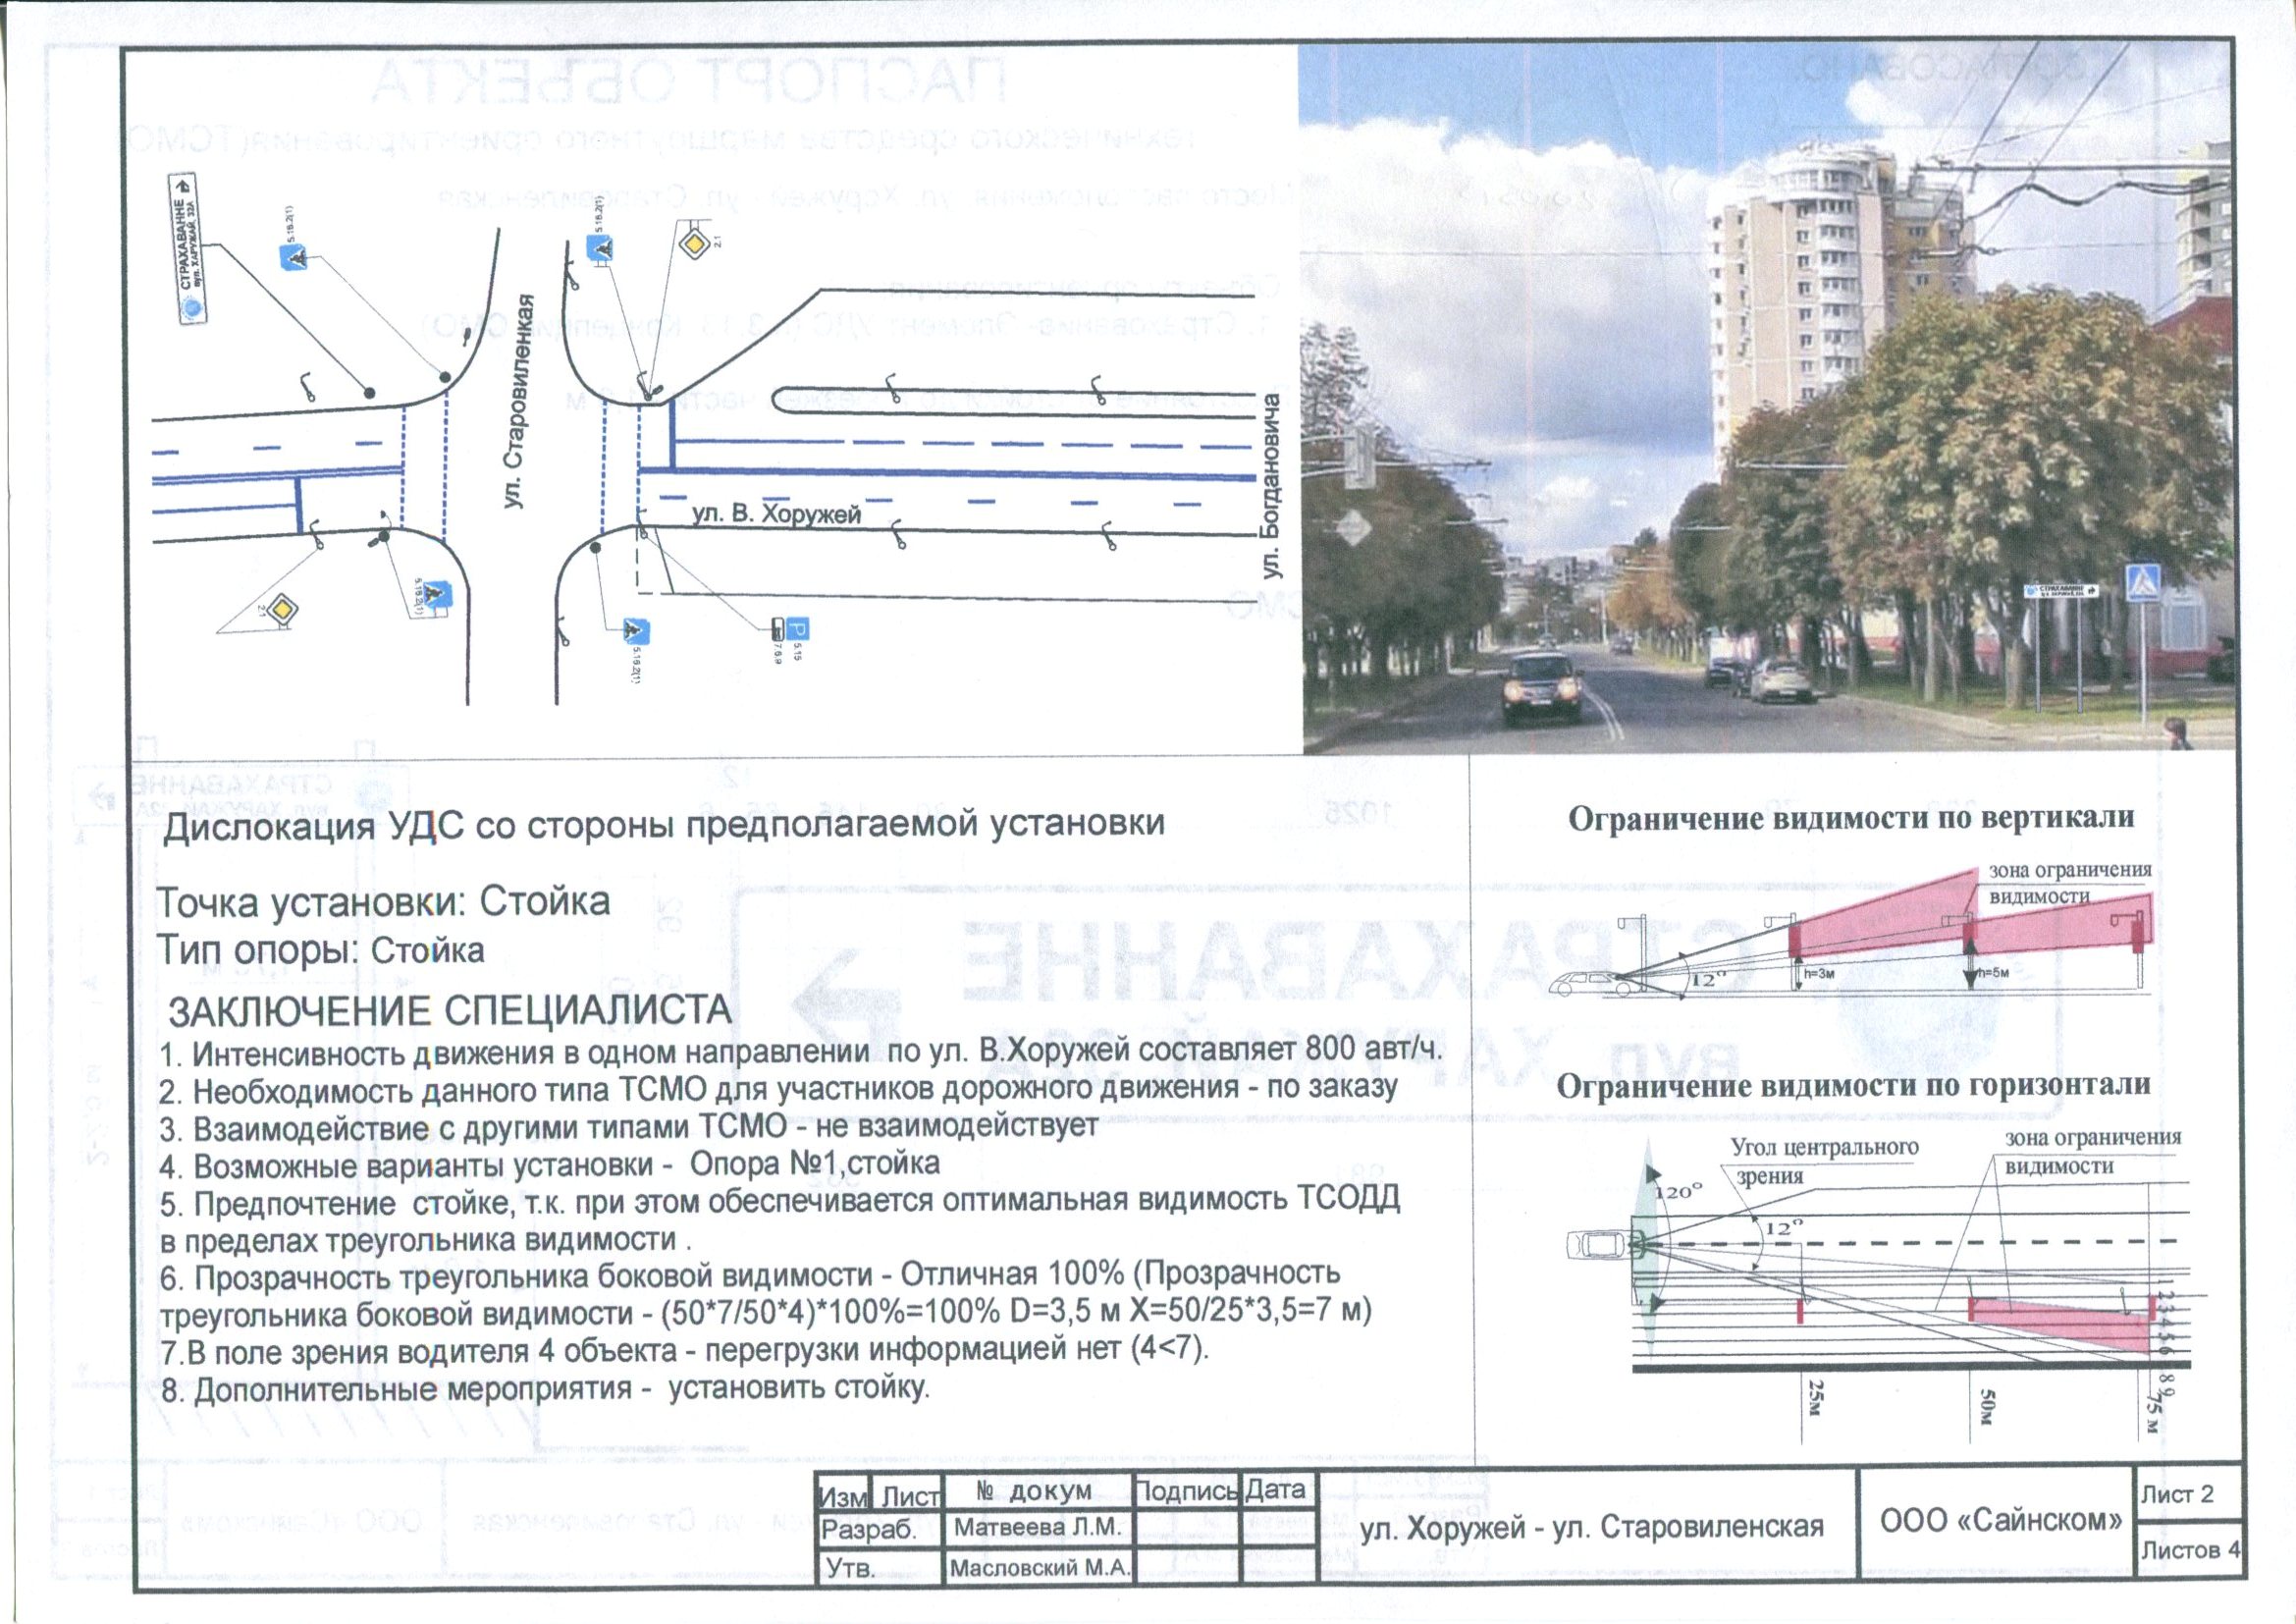 СТРАХАВАННЕ
вул. ХАРУЖАЙ, 32А
5.16.2(1)
5.16.2(1)
2.1
ул. Старовиленкая
ул. В. Хоружей
ул. Богдановича
2.1
5.16.2(1)
5.16.2(1)
P
7.6.9
5.15
СТРАХАВАННЕ
Дислокация УДС со стороны предполагаемой установки
Точка установки: Стойка
Тип опоры: Стойка
ЗАКЛЮЧЕНИЕ СПЕЦИАЛИСТА
1. Интенсивность движения в одном направлении по ул. В.Хоружей составляет 800 авт/ч.
2. Необходимость данного типа ТСМО для участников дорожного движения - по заказу
3. Взаимодействие с другими типами ТСМО - не взаимодействует
4. Возможные варианты установки - Опора №1,стойка
5. Предпочтение стойке, т.к. при этом обеспечивается оптимальная видимость ТСОДД
в пределах треугольника видимости .
6. Прозрачность треугольника боковой видимости - Отличная 100% (Прозрачность
треугольника боковой видимости - (50*7/50*4)*100%=100% D=3,5 м X=50/25*3,5=7 м)
7.В поле зрения водителя 4 объекта - перегрузки информацией нет (4<7).
8. Дополнительные мероприятия - установить стойку.
Ограничение видимости по вертикали
зона ограничения
видимости
12°
h=3м
h=5м
Ограничение видимости по горизонтали
Угол центрального
зрения
зона ограничения
видимости
120°
12°
1 2 3 4 5 6 8 9
25м
50м
75 м
Изм Лист № докум Подпись Дата
Разраб. Матвеева Л.М.
Утв. Масловский М.А.
ул. Хоружей - ул. Старовиленская
ООО «Сайнском»
Лист 2
Листов 4